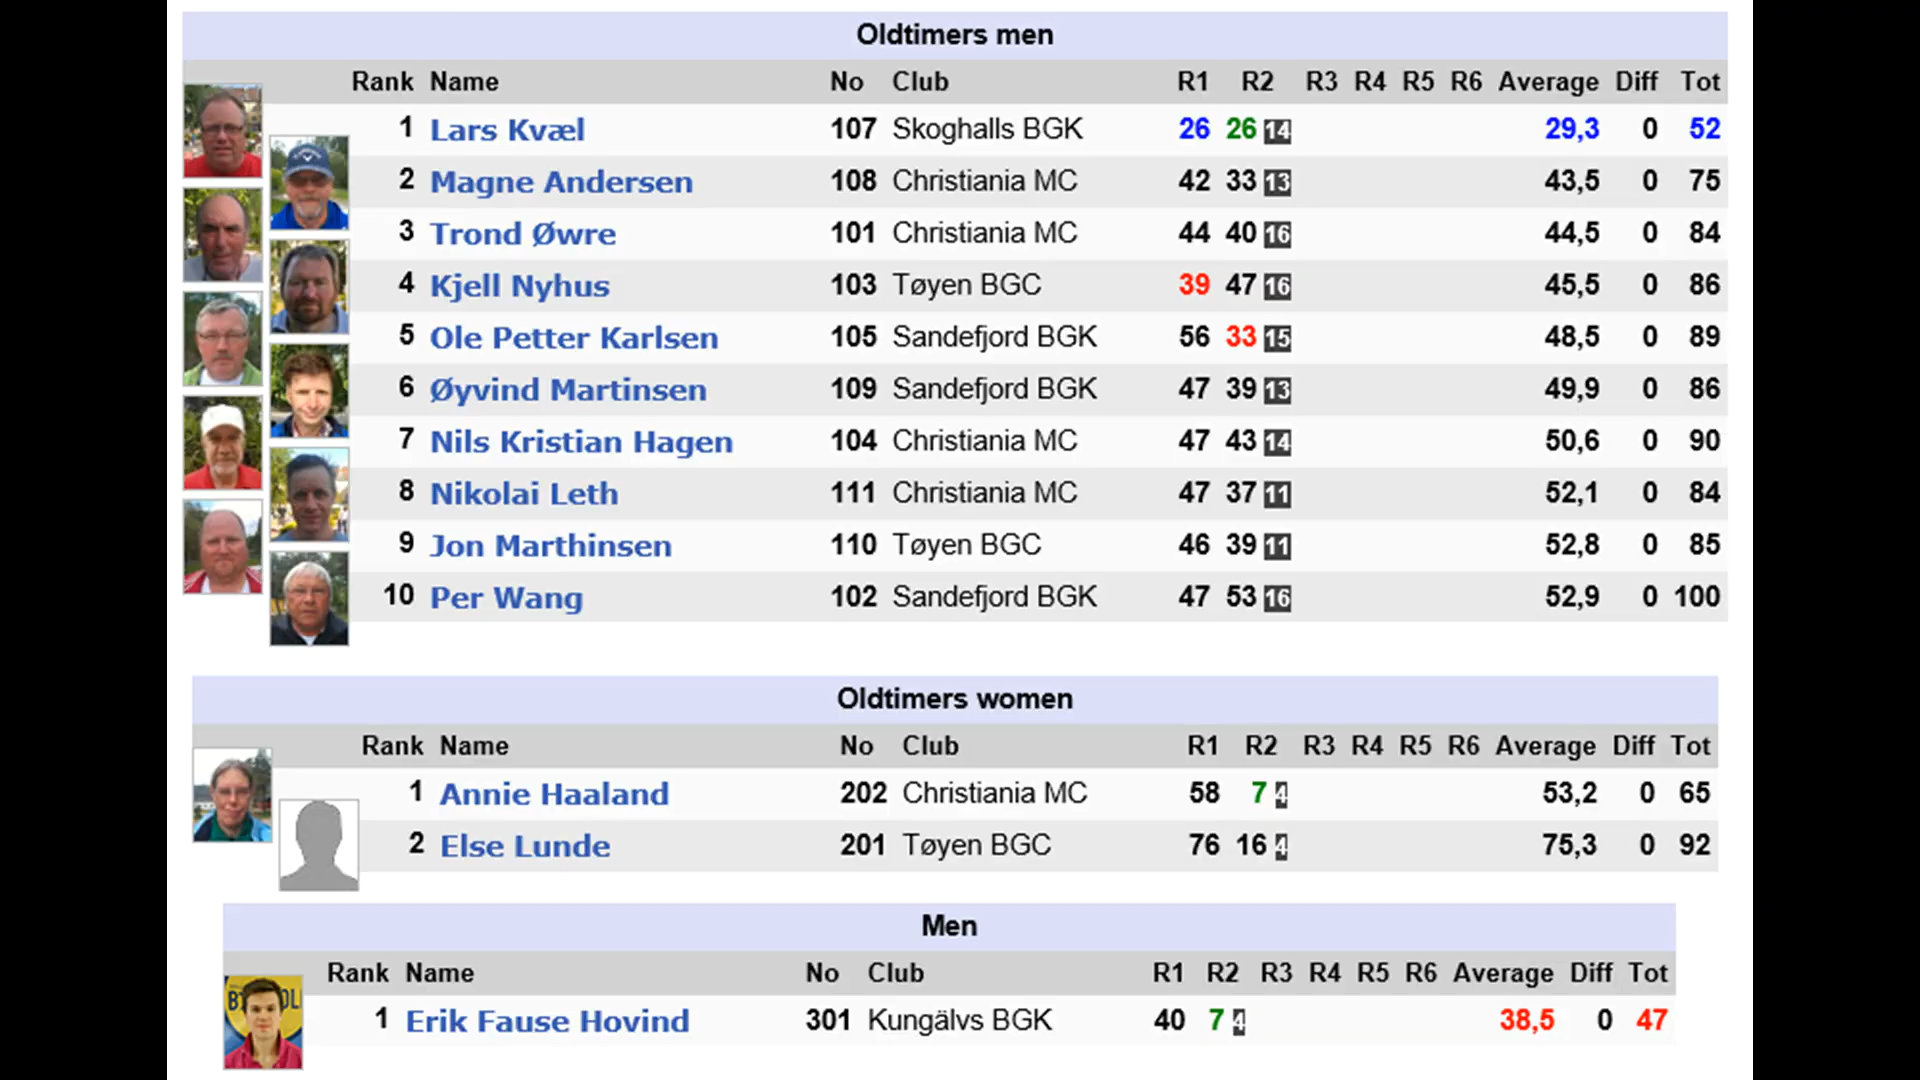 Oldtimers men
Rank Name No Club R1 R2 R3 R4 R5 R6 Average Diff Tot
1 Lars Kvæl 107 Skoghalls BGK 26 26 14 29,3 0 52
2 Magne Andersen 108 Christiania MC 42 33 13 43,5 0 75
3 Trond Øwre 101 Christiania MC 44 40 16 44,5 0 84
4 Kjell Nyhus 103 Tøyen BGC 39 47 16 45,5 0 86
5 Ole Petter Karlsen 105 Sandefjord BGK 56 33 15 48,5 0 89
6 Øyvind Martinsen 109 Sandefjord BGK 47 39 13 49,9 0 86
7 Nils Kristian Hagen 104 Christiania MC 47 43 14 50,6 0 90
8 Nikolai Leth 111 Christiania MC 47 37 11 52,1 0 84
9 Jon Marthinsen 110 Tøyen BGC 46 39 11 52,8 0 85
10 Per Wang 102 Sandefjord BGK 47 53 16 52,9 0 100
Oldtimers women
Rank Name No Club R1 R2 R3 R4 R5 R6 Average Diff Tot
1 Annie Haaland 202 Christiania MC 58 7 4 53,2 0 65
2 Else Lunde 201 Tøyen BGC 76 16 4 75,3 0 92
Men
Rank Name No Club R1 R2 R3 R4 R5 R6 Average Diff Tot
1 Erik Fause Hovind 301 Kungälvs BGK 40 7 4 38,5 0 47